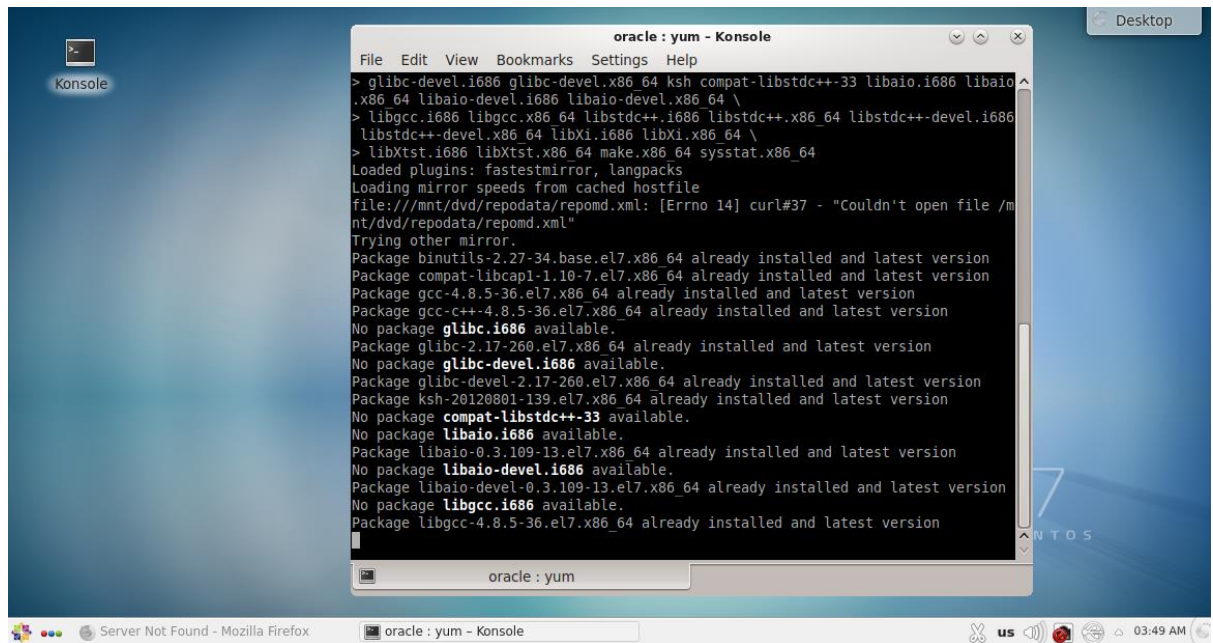 Desktop
Konsole
oracle : yum – Konsole
File Edit View Bookmarks Settings Help
> glibc-devel.i686 glibc-devel.x86_64 ksh compat-libstdc++-33 libaio.i686 libaio
.x86_64 libaio-devel.i686 libaio-devel.x86_64 \
> libgcc.i686 libgcc.x86_64 libstdc++.i686 libstdc++.x86_64 libstdc++-devel.i686
 libstdc++-devel.x86_64 libXi.i686 libXi.x86_64 \
> libXtst.i686 libXtst.x86_64 make.x86_64 sysstat.x86_64
Loaded plugins: fastestmirror, langpacks
Loading mirror speeds from cached hostfile
file:///mnt/dvd/repodata/repomd.xml: [Errno 14] curl#37 - "Couldn't open file /m
nt/dvd/repodata/repomd.xml"
Trying other mirror.
Package binutils-2.27-34.base.el7.x86_64 already installed and latest version
Package compat-libcap1-1.10-7.el7.x86_64 already installed and latest version
Package gcc-4.8.5-36.el7.x86_64 already installed and latest version
Package gcc-c++-4.8.5-36.el7.x86_64 already installed and latest version
No package glibc.i686 available.
Package glibc-2.17-260.el7.x86_64 already installed and latest version
No package glibc-devel.i686 available.
Package glibc-devel-2.17-260.el7.x86_64 already installed and latest version
Package ksh-20120801-139.el7.x86_64 already installed and latest version
No package compat-libstdc++-33 available.
No package libaio.i686 available.
Package libaio-0.3.109-13.el7.x86_64 already installed and latest version
No package libaio-devel.i686 available.
Package libaio-devel-0.3.109-13.el7.x86_64 already installed and latest version
No package libgcc.i686 available.
Package libgcc-4.8.5-36.el7.x86_64 already installed and latest version
7
NTOS
oracle : yum
Server Not Found - Mozilla Firefox
oracle : yum – Konsole
us
03:49 AM